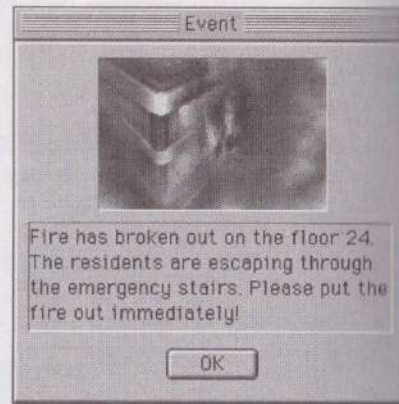 Event
Fire has broken out on the floor 24.
The residents are escaping through
the emergency stairs. Please put the
fire out immediately!
OK